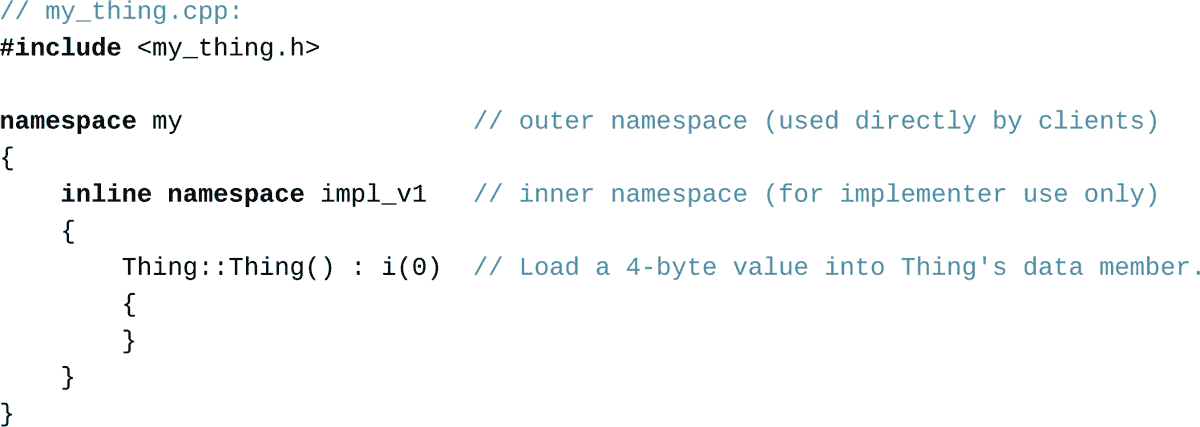 // my_thing.cpp:
#include <my_thing.h>

namespace my                   // outer namespace (used directly by clients)
{
    inline namespace impl_v1   // inner namespace (for implementer use only)
    {
        Thing::Thing() : i(0)  // Load a 4-byte value into Thing's data member.
        {
        }
    }
}